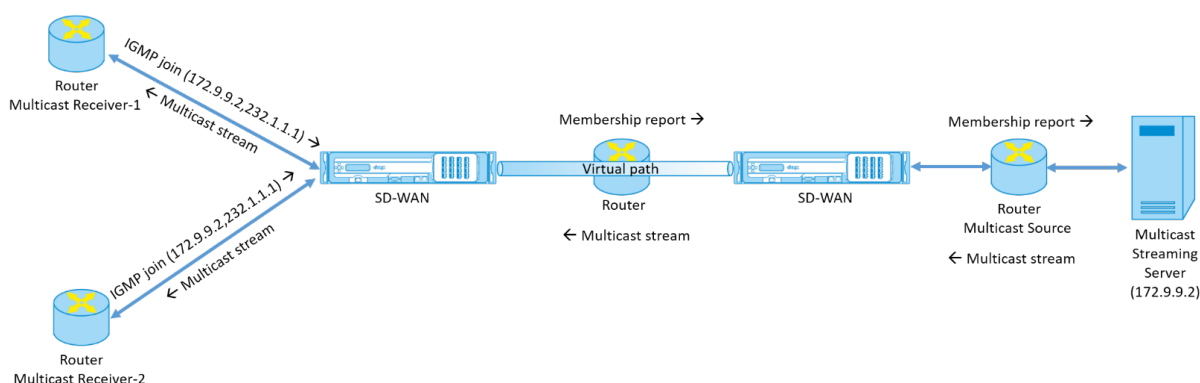 IGMP join (172.9.9.2,232.1.1.1) →
← Multicast stream
Router
Multicast Receiver-1
IGMP join (172.9.9.2,232.1.1.1) →
← Multicast stream
Router
Multicast Receiver-2
SD-WAN
Membership report →
Virtual path
Router
← Multicast stream
SD-WAN
Membership report →
Router
Multicast Source
← Multicast stream
Multicast
Streaming
Server
(172.9.9.2)